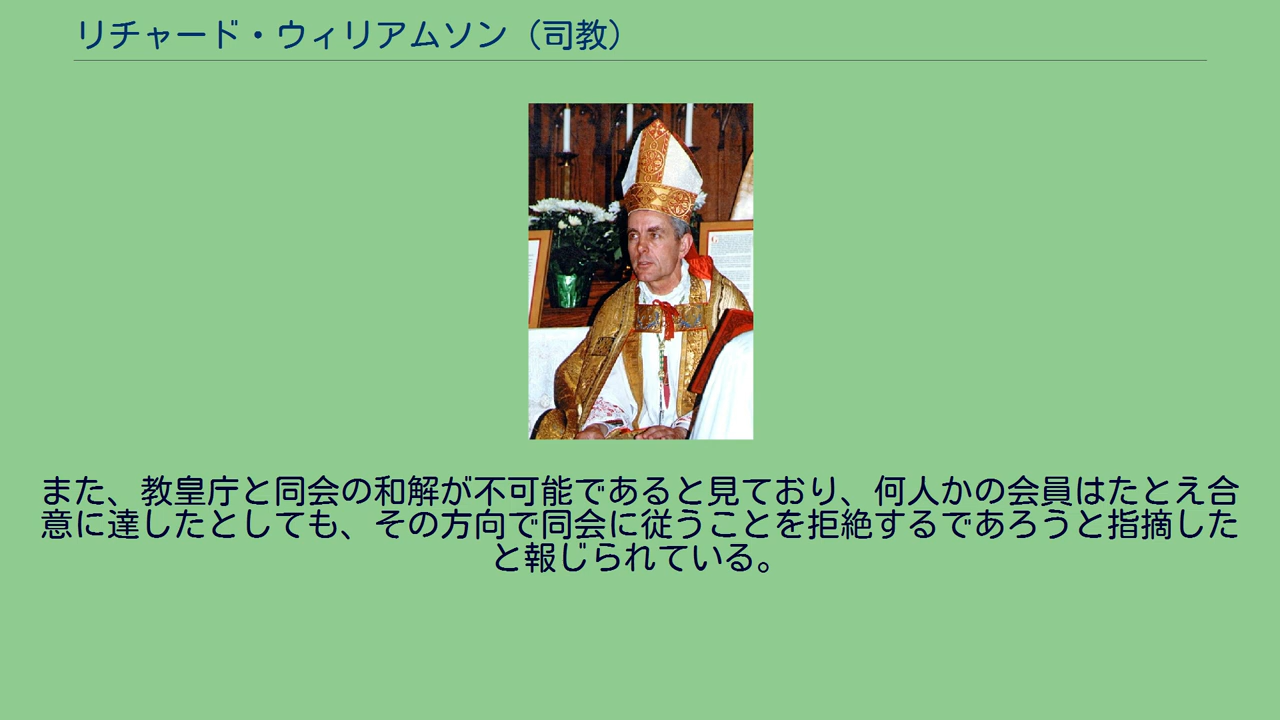 リチャード・ウィリアムソン（司教）
また、教皇庁と同会の和解が不可能であると見ており、何人かの会員はたとえ合
意に達したとしても、その方向で同会に従うことを拒絶するであろうと指摘した
と報じられている。